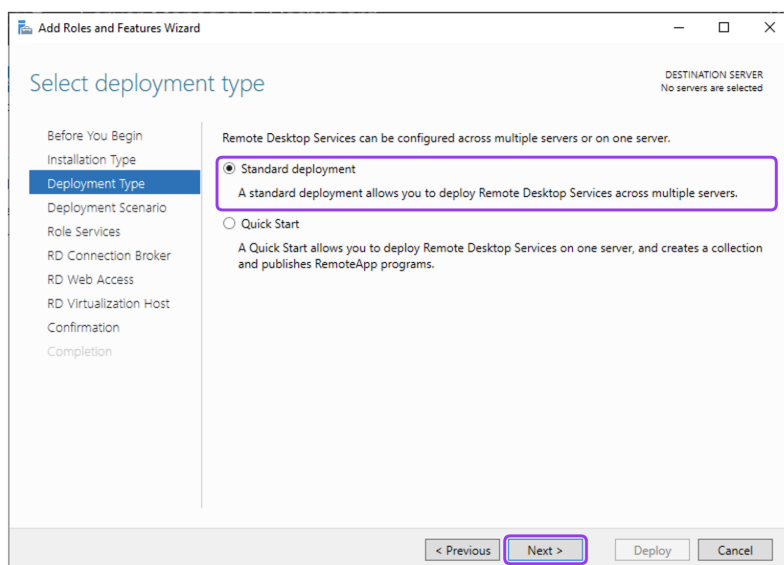 Add Roles and Features Wizard
Select deployment type
DESTINATION SERVER
No servers are selected
Before You Begin
Installation Type
Deployment Type
Deployment Scenario
Role Services
RD Connection Broker
RD Web Access
RD Virtualization Host
Confirmation
Completion
Remote Desktop Services can be configured across multiple servers or on one server.
Standard deployment
A standard deployment allows you to deploy Remote Desktop Services across multiple servers.
Quick Start
A Quick Start allows you to deploy Remote Desktop Services on one server, and creates a collection
and publishes RemoteApp programs.
< Previous
Next >
Deploy
Cancel